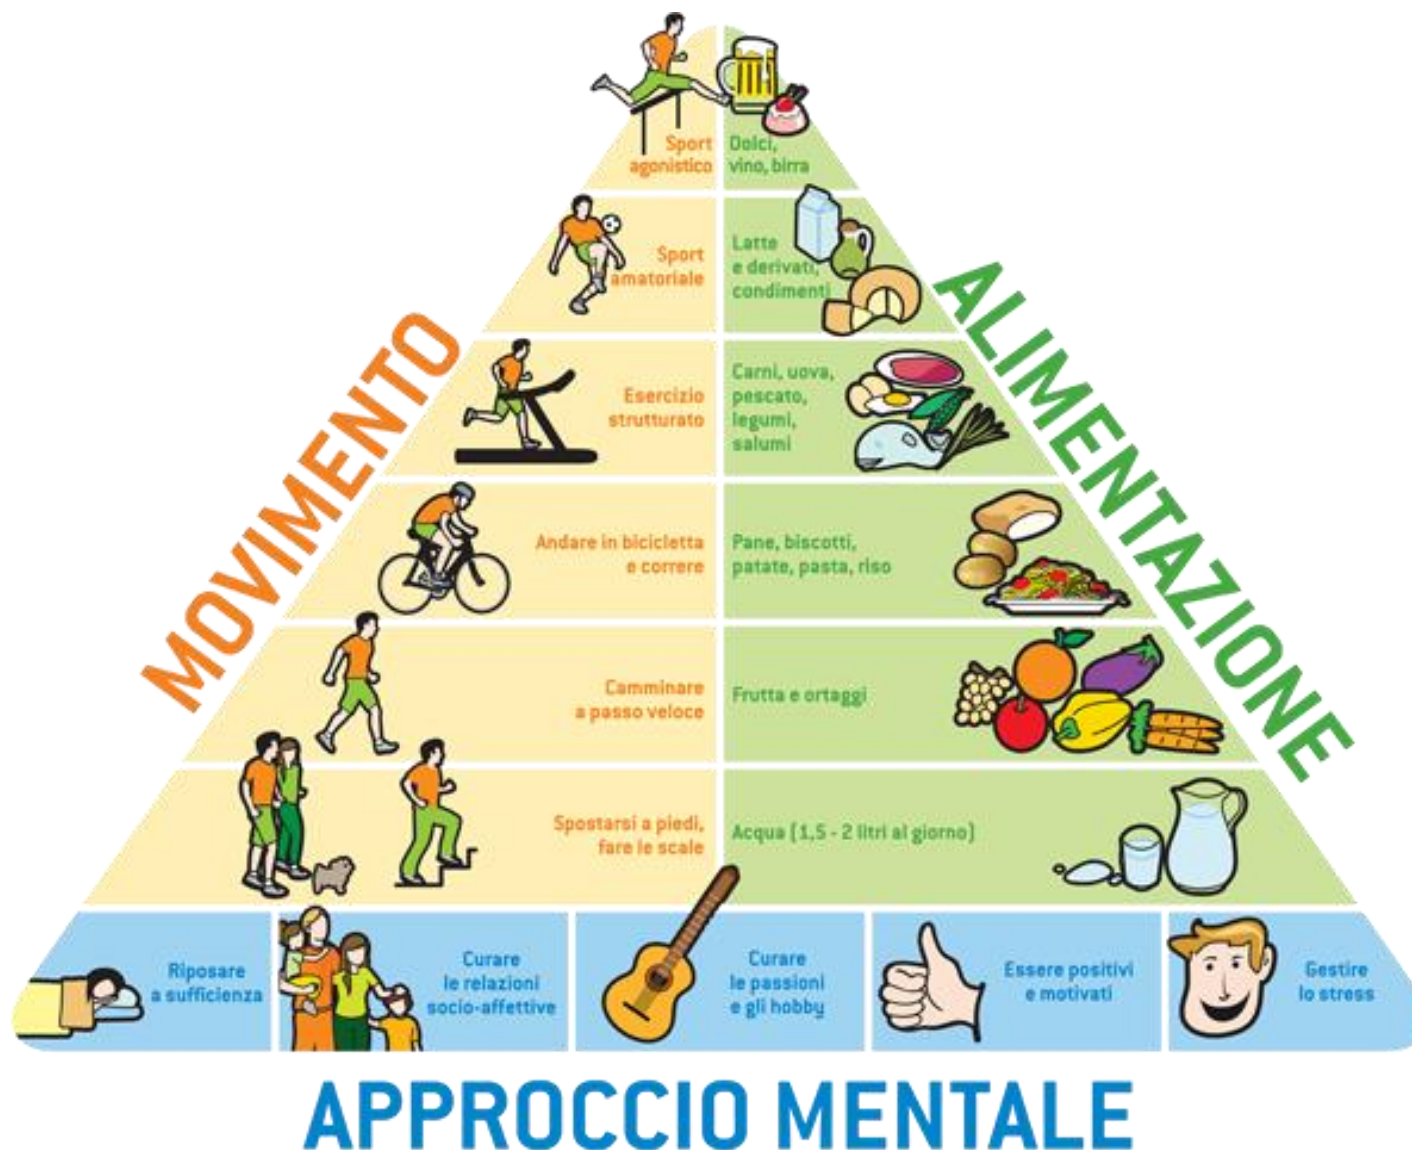 Sport
agonistico
Dolci,
vino, birra
Sport
amatoriale
Latte
e derivati,
condimenti
MOVIMENTO
ALIMENTAZIONE
Esercizio
strutturato
Carni, uova,
pescato,
legumi,
salumi
Andare in bicicletta
e correre
Pane, biscotti,
patate, pasta, riso
Camminare
a passo veloce
Frutta e ortaggi
Spostarsi a piedi,
fare le scale
Acqua (1,5 - 2 litri al giorno)
Riposare
a sufficienza
Curare
le relazioni
socio-affettive
Curare
le passioni
e gli hobby
Essere positivi
e motivati
Gestire
lo stress
APPROCCIO MENTALE